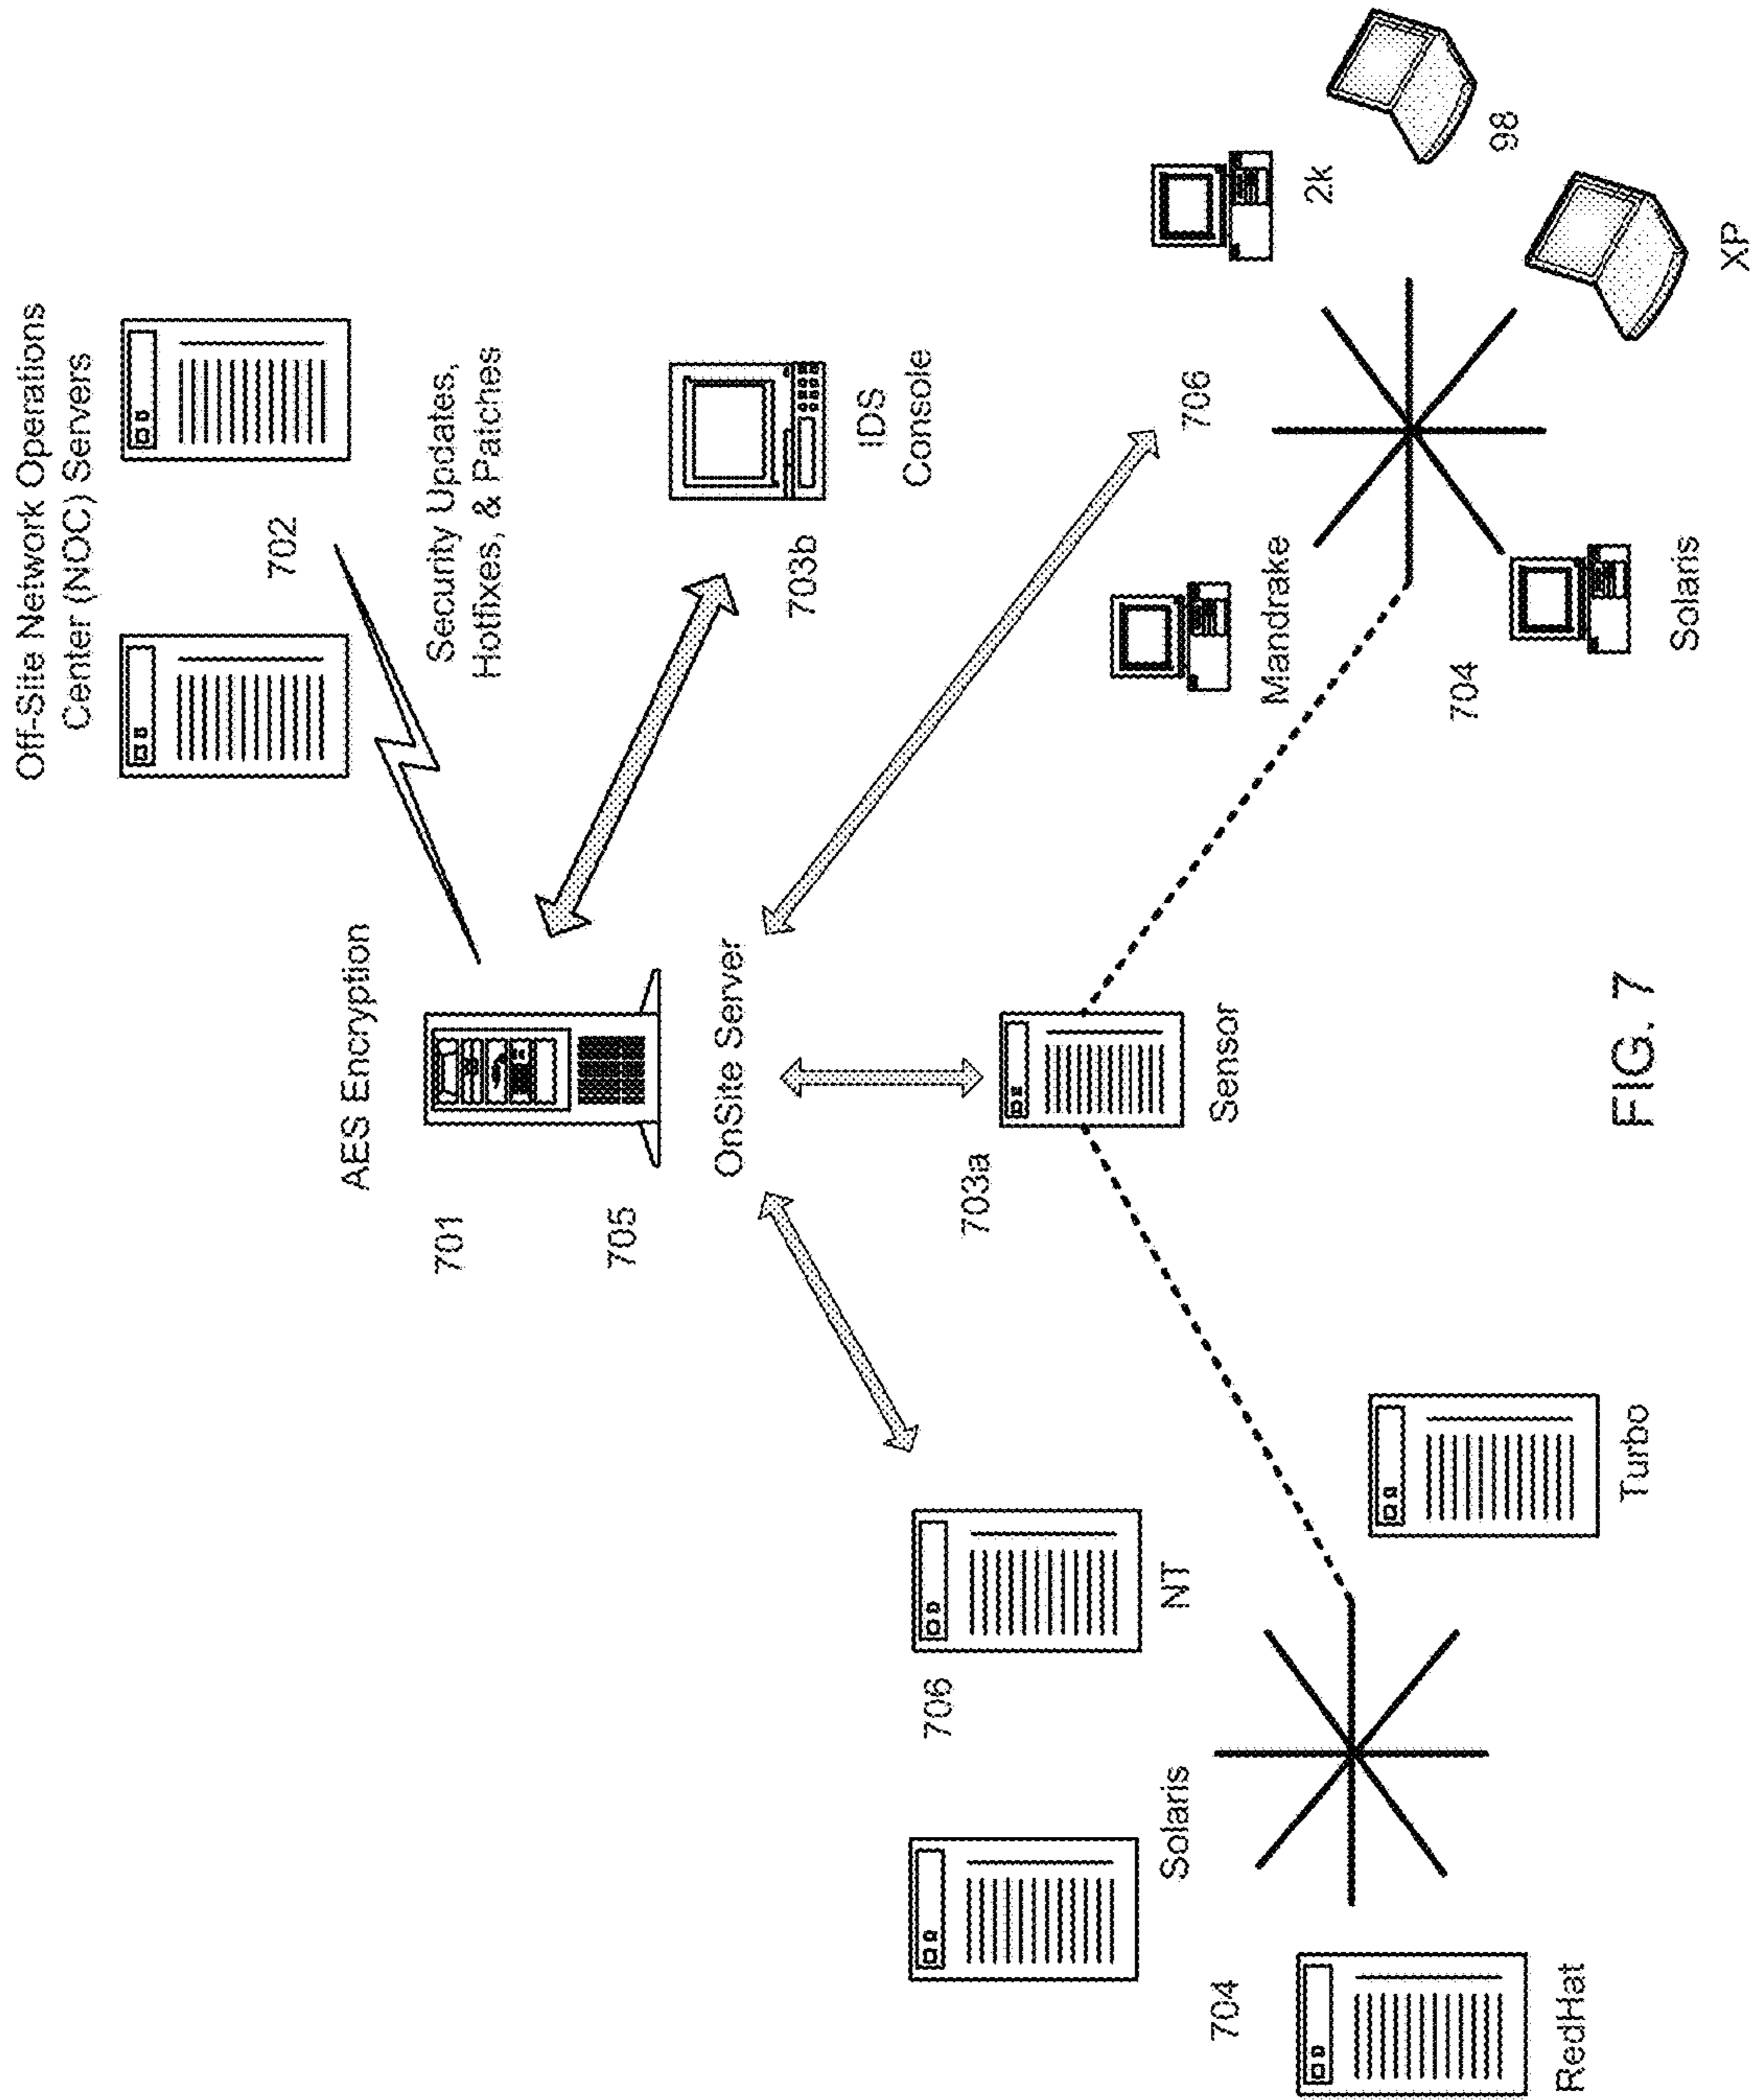 Off-Site Network Operations
Center (NOC) Servers
702
Security Updates,
Hotfixes, & Patches
AES Encryption
701
705
OnSite Server
703b
IDS
Console
706
NT
Solaris
704
RedHat
Turbo
703a
Sensor
706
Mandrake
2k
98
XP
704
Solaris
FIG. 7